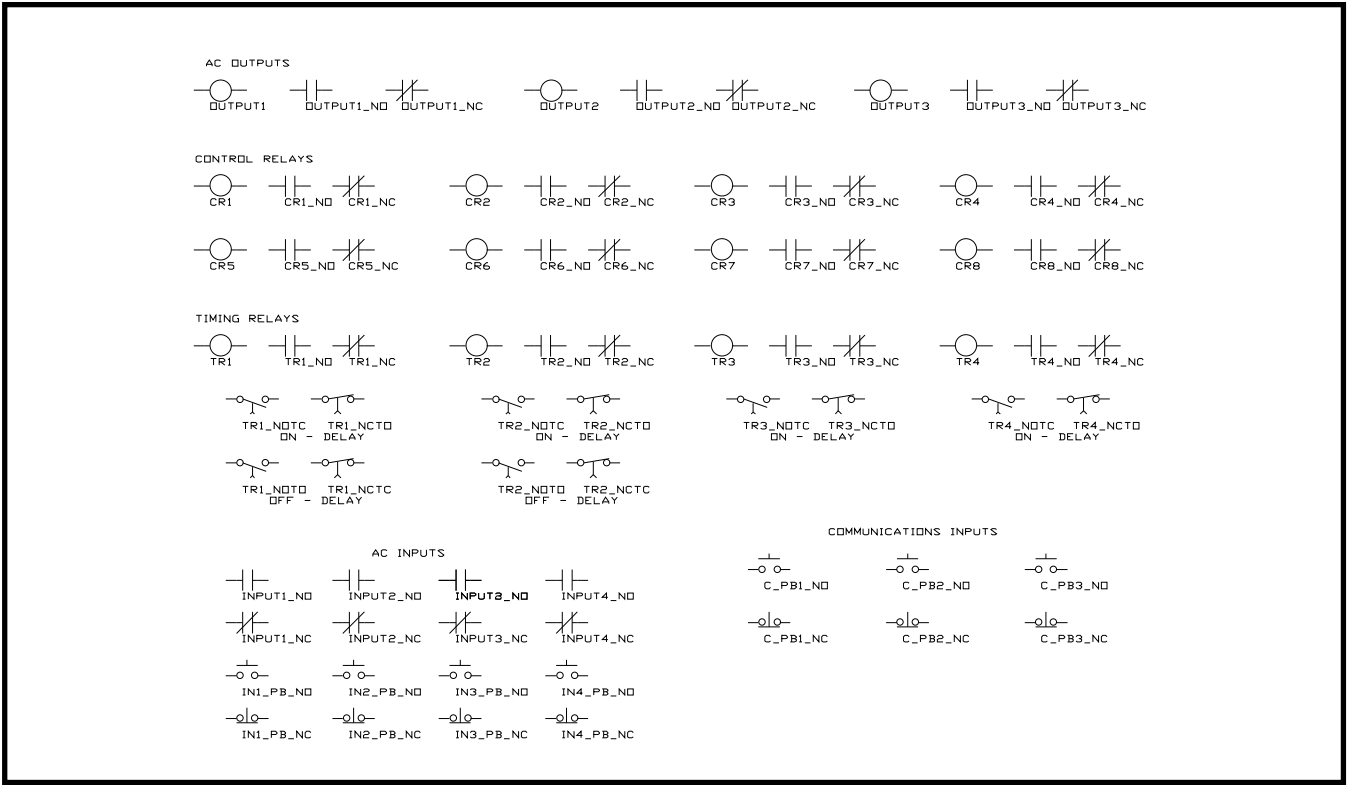 AC OUTPUTS
OUTPUT1 OUTPUT1_NO OUTPUT1_NC OUTPUT2 OUTPUT2_NO OUTPUT2_NC OUTPUT3 OUTPUT3_NO OUTPUT3_NC
CONTROL RELAYS
CR1 CR1_NO CR1_NC CR2 CR2_NO CR2_NC CR3 CR3_NO CR3_NC CR4 CR4_NO CR4_NC
CR5 CR5_NO CR5_NC CR6 CR6_NO CR6_NC CR7 CR7_NO CR7_NC CR8 CR8_NO CR8_NC
TIMING RELAYS
TR1 TR1_NO TR1_NC TR2 TR2_NO TR2_NC TR3 TR3_NO TR3_NC TR4 TR4_NO TR4_NC
TR1_NOTC TR1_NCTO TR2_NOTC TR2_NCTO TR3_NOTC TR3_NCTO TR4_NOTC TR4_NCTO
ON - DELAY ON - DELAY ON - DELAY ON - DELAY
TR1_NOTO TR1_NCTC TR2_NOTO TR2_NCTC
OFF - DELAY OFF - DELAY
AC INPUTS
INPUT1_NO INPUT2_NO INPUT3_NO INPUT4_NO
INPUT1_NC INPUT2_NC INPUT3_NC INPUT4_NC
IN1_PB_NO IN2_PB_NO IN3_PB_NO IN4_PB_NO
IN1_PB_NC IN2_PB_NC IN3_PB_NC IN4_PB_NC
COMMUNICATIONS INPUTS
C_PB1_NO C_PB2_NO C_PB3_NO
C_PB1_NC C_PB2_NC C_PB3_NC